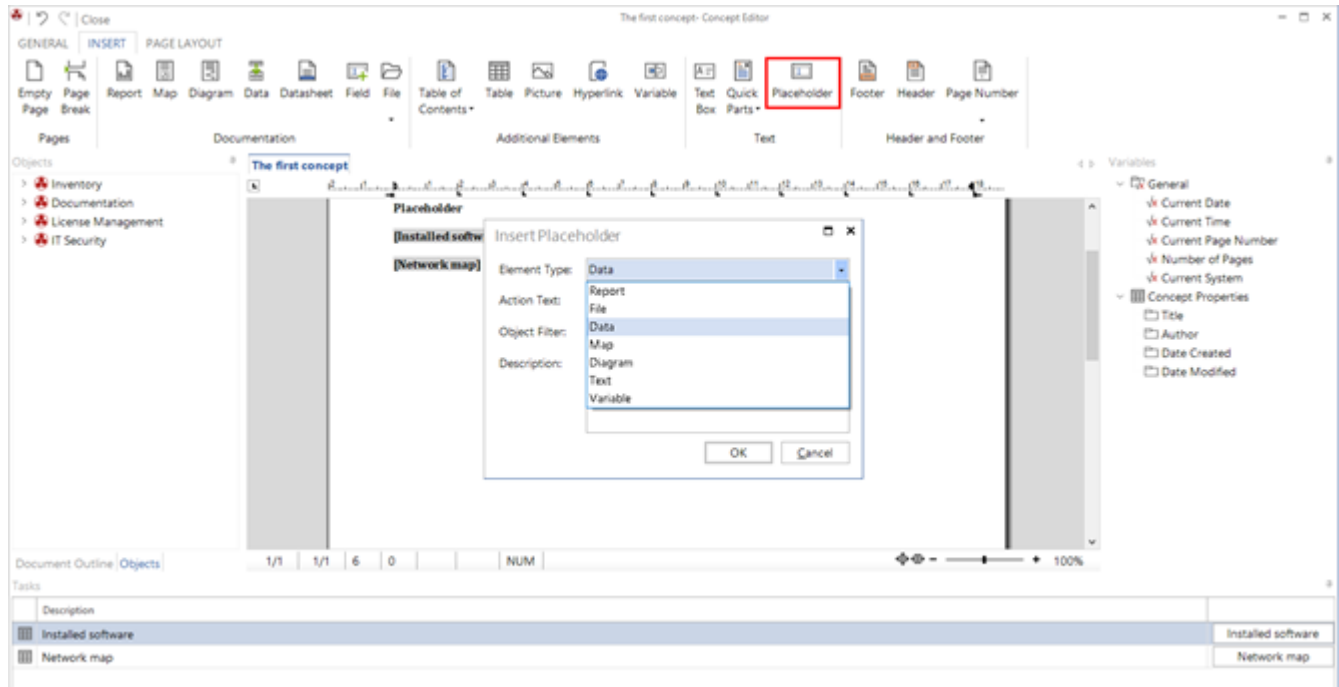 Close
The first concept- Concept Editor
GENERAL INSERT PAGE LAYOUT
Empty Page
Page Break
Report Map Diagram Data Datasheet Field File
Table of Contents
Table Picture Hyperlink Variable
Text Box
Quick Parts
Placeholder
Footer Header Page Number
Pages Documentation Additional Elements Text Header and Footer
Objects
Inventory
Documentation
License Management
IT Security
The first concept
Placeholder
[Installed softw
[Network map]
Insert Placeholder
Element Type: Data
Action Text:
Object Filter:
Description:
Report
File
Data
Map
Diagram
Text
Variable
OK Cancel
Variables
General
Current Date
Current Time
Current Page Number
Number of Pages
Current System
Concept Properties
Title
Author
Date Created
Date Modified
Document Outline Objects
1/1 1/1 6 0 NUM 100%
Tasks
Description
Installed software Installed software
Network map Network map